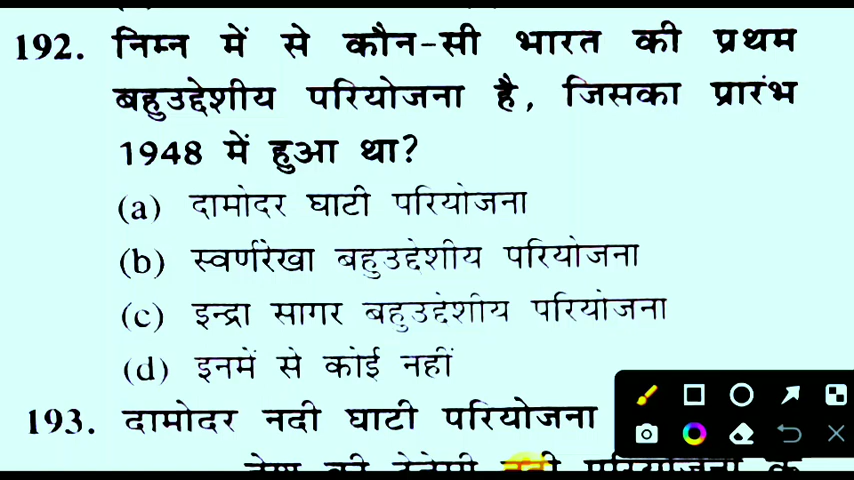 192. निम्न में से कौन-सी भारत की प्रथम
बहुउद्देशीय परियोजना है, जिसका प्रारंभ
1948 में हुआ था?
(a) दामोदर घाटी परियोजना
(b) स्वर्णरेखा बहुउद्देशीय परियोजना
(c) इन्द्रा सागर बहुउद्देशीय परियोजना
(d) इनमें से कोई नहीं
193. दामोदर नदी घाटी परियोजना